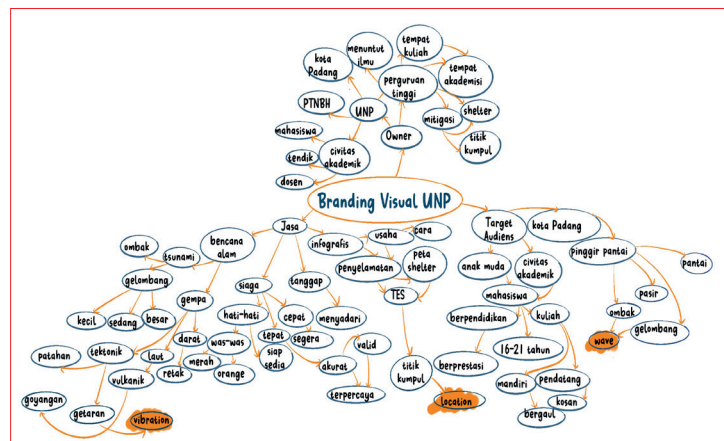 tempat
kuliah
menuntut
ilmu
kota
Padang
tempat
akademisi
perguruan
tinggi
PTNBH
UNP
shelter
mitigasi
mahasiswa
Owner
titik
kumpul
civitas
akademik
tendik
dosen
Branding Visual UNP
Jasa
Target
Audiens
kota Padang
bencana
alam
ombak
tsunami
infografis
usaha
cara
pinggir pantai
pantai
gelombang
siaga
tanggap
penyelamatan
peta
shelter
anak muda
civitas
akademik
gempa
TES
mahasiswa
pasir
kecil
sedang
besar
hati-hati
cepat
menyadari
berpendidikan
kuliah
ombak
gelombang
patahan
tektonik
laut
darat
was-was
tepat
segera
valid
wave
vulkanik
retak
merah
orange
siap
sedia
akurat
titik
kumpul
berprestasi
16-21 tahun
mandiri
pendatang
goyangan
getaran
vibration
terpercaya
location
bergaul
kosan